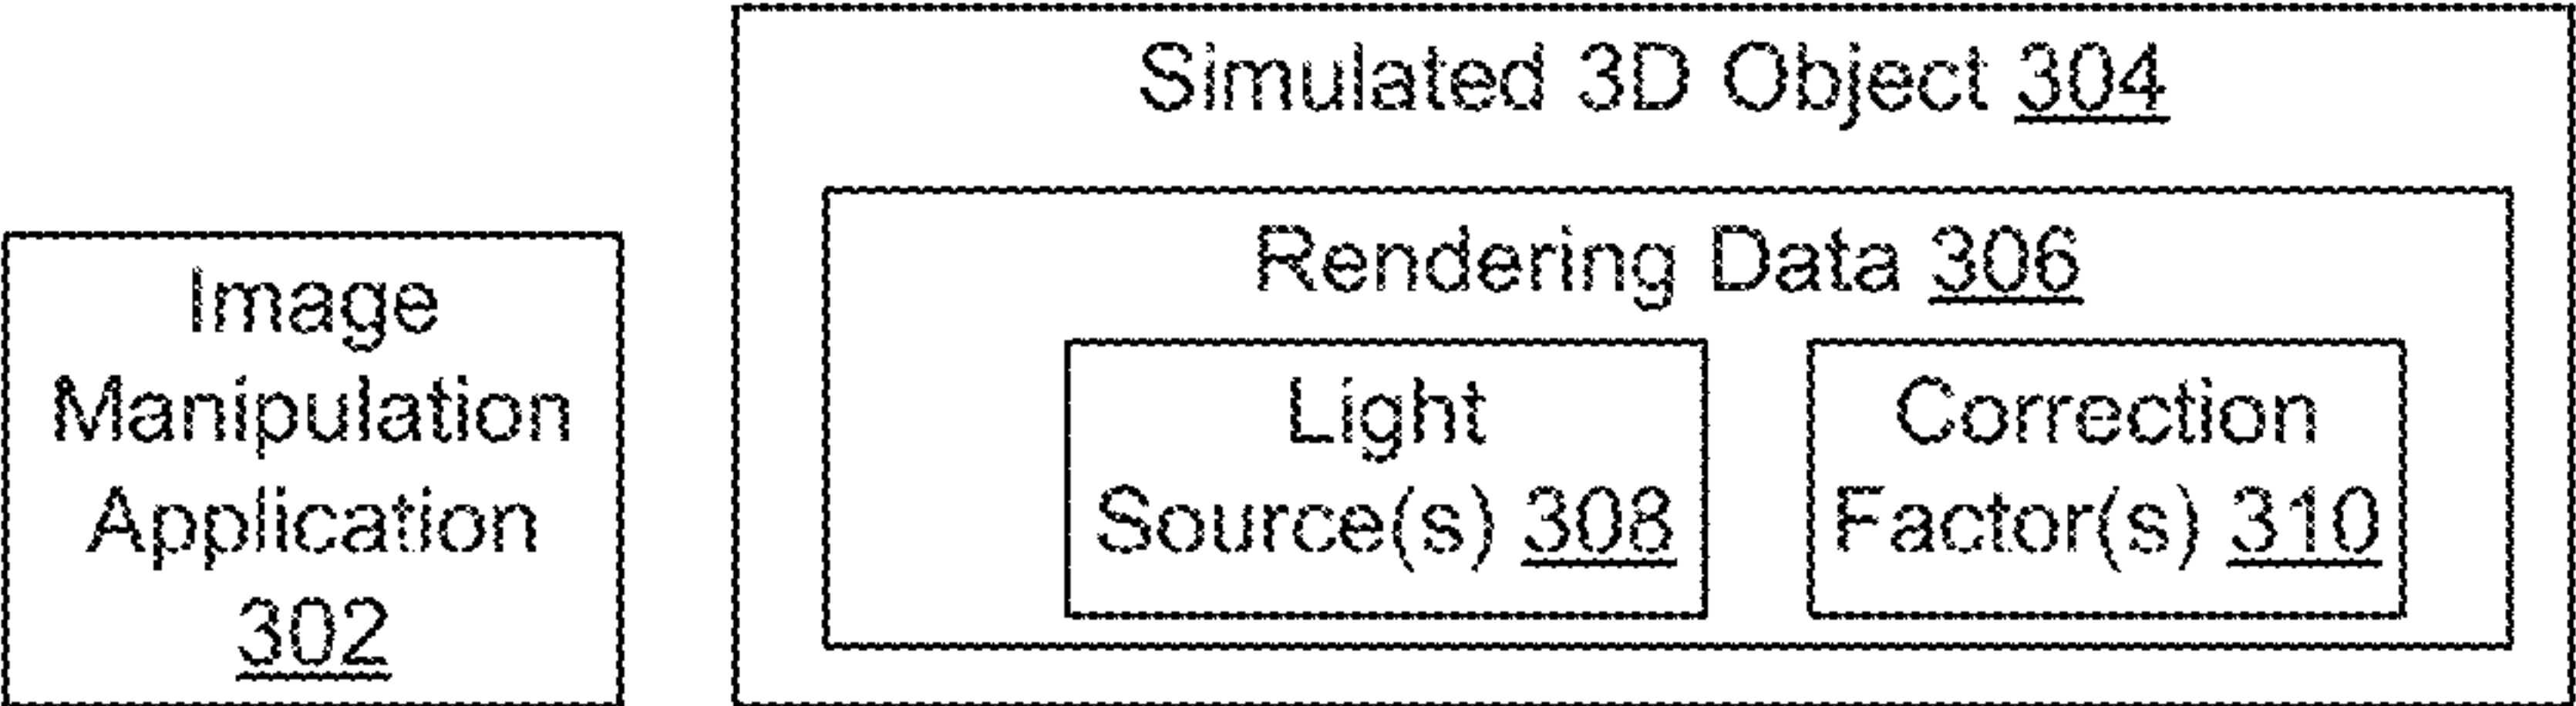 Simulated 3D Object 304
Rendering Data 306
Image
Manipulation
Application
302
Light
Source(s) 308
Correction
Factor(s) 310